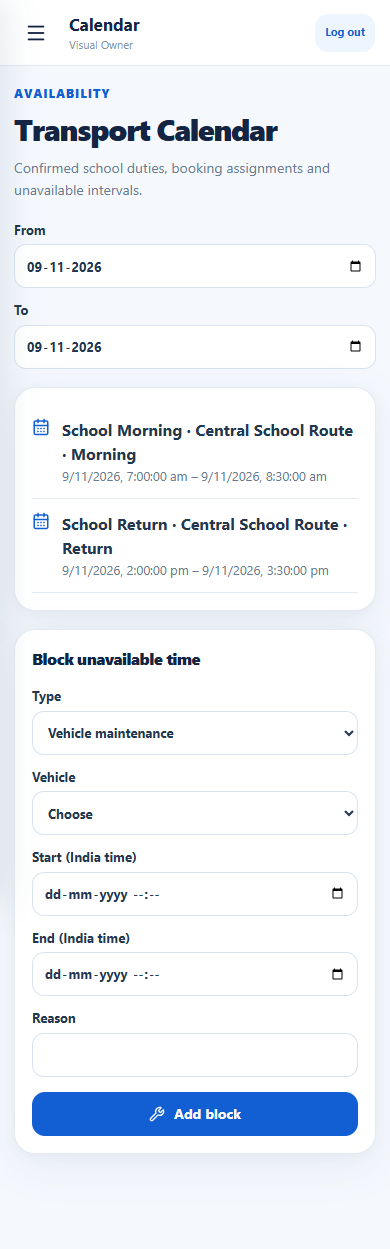 Calendar
Visual Owner
Log out
AVAILABILITY
Transport Calendar
Confirmed school duties, booking assignments and
unavailable intervals.
From
09-11-2026
To
09-11-2026
School Morning · Central School Route
· Morning
9/11/2026, 7:00:00 am – 9/11/2026, 8:30:00 am
School Return · Central School Route ·
Return
9/11/2026, 2:00:00 pm – 9/11/2026, 3:30:00 pm
Block unavailable time
Type
Vehicle maintenance
Vehicle
Choose
Start (India time)
dd-mm-yyyy --:--
End (India time)
dd-mm-yyyy --:--
Reason
Add block